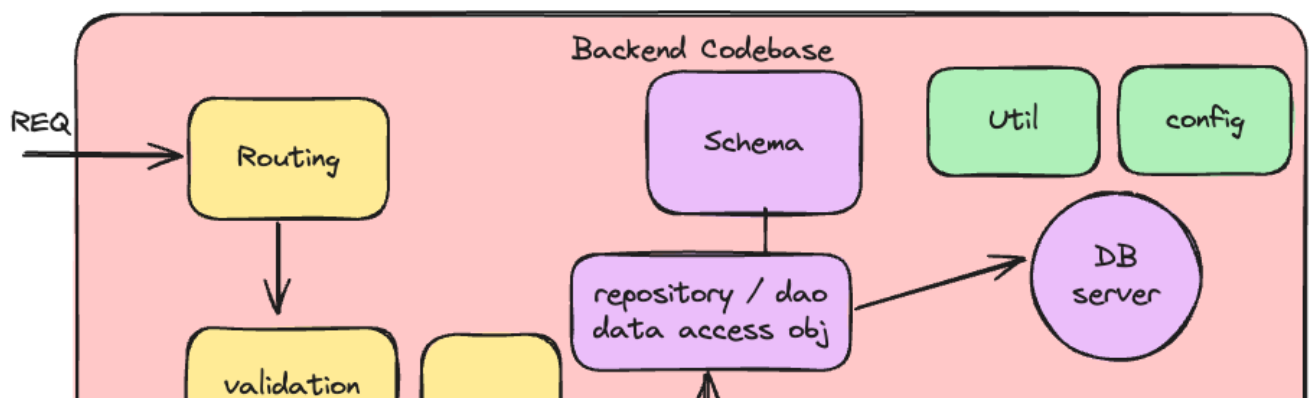 Backend Codebase
REQ
Routing
Schema
Util
config
repository / dao
data access obj
DB
server
validation